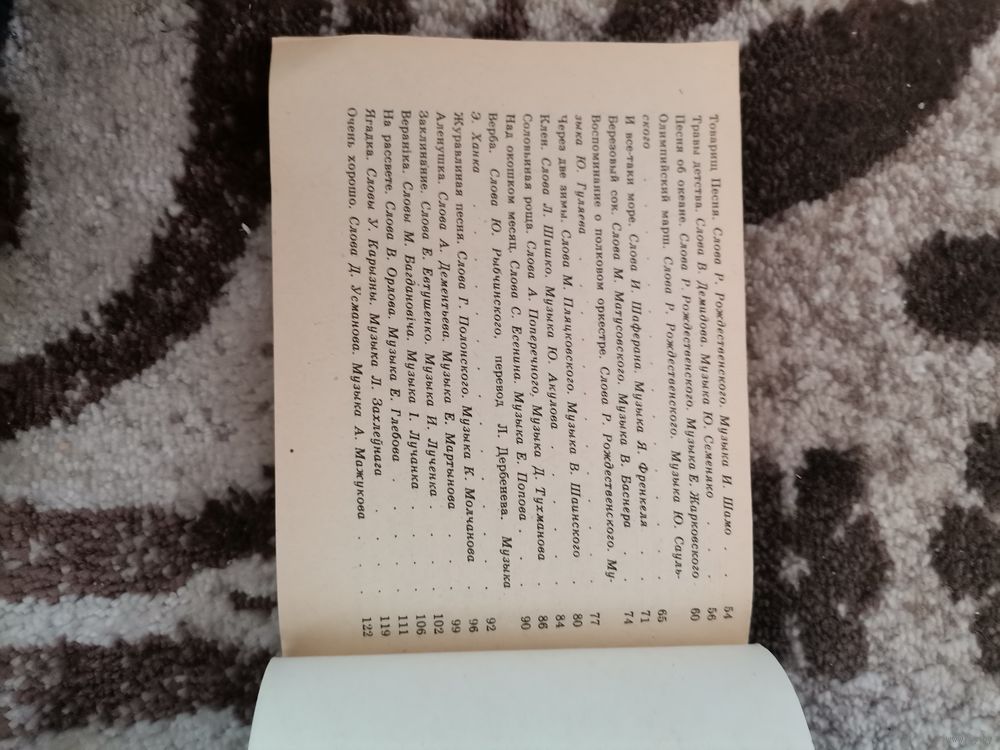 Товарищ Песня. Слова Р. Рождественского. Музыка И. Шамо . . 54
Травы детства. Слова В. Демидова. Музыка Ю. Семеняко . . . 56
Песня об океане. Слова Р. Рождественского. Музыка Е. Жарковского 60
Олимпийский марш. Слова Р. Рождественского. Музыка Ю. Сауль-
ского . . . . . . . . . . 65
И все-таки море. Слова И. Шаферана. Музыка Я. Френкеля . . 71
Березовый сок. Слова М. Матусовского. Музыка В. Баснера . . 74
Воспоминание о полковом оркестре. Слова Р. Рождественского. Му-
зыка Ю. Гуляева . . . . . . . . 77
Через две зимы. Слова М. Пляцковского. Музыка В. Шаинского . 80
Клен. Слова Л. Шишко. Музыка Ю. Акулова . . . . . 84
Соловьиная роща. Слова А. Поперечного. Музыка Д. Тухманова . 86
Над окошком месяц. Слова С. Есенина. Музыка Е. Попова . . . 90
Верба. Слова Ю. Рыбчинского, перевод Л. Дербенева. Музыка
Э. Ханка . . . . . . . . . 92
Журавлиная песня. Слова Г. Полонского. Музыка К. Молчанова . 96
Аленушка. Слова А. Дементьева. Музыка Е. Мартынова . . . 99
Заклинание. Слова Е. Евтушенко. Музыка И. Лученка . . . 102
Вераніка. Словы М. Багдановіча. Музыка І. Лучанка . . . 106
На рассвете. Слова В. Орлова. Музыка Е. Глебова . . . . 111
Ягадка. Словы У. Карызны. Музыка Л. Захлеўнага . . . . 119
Очень хорошо. Слова Д. Усманова. Музыка А. Мажукова . . . 122